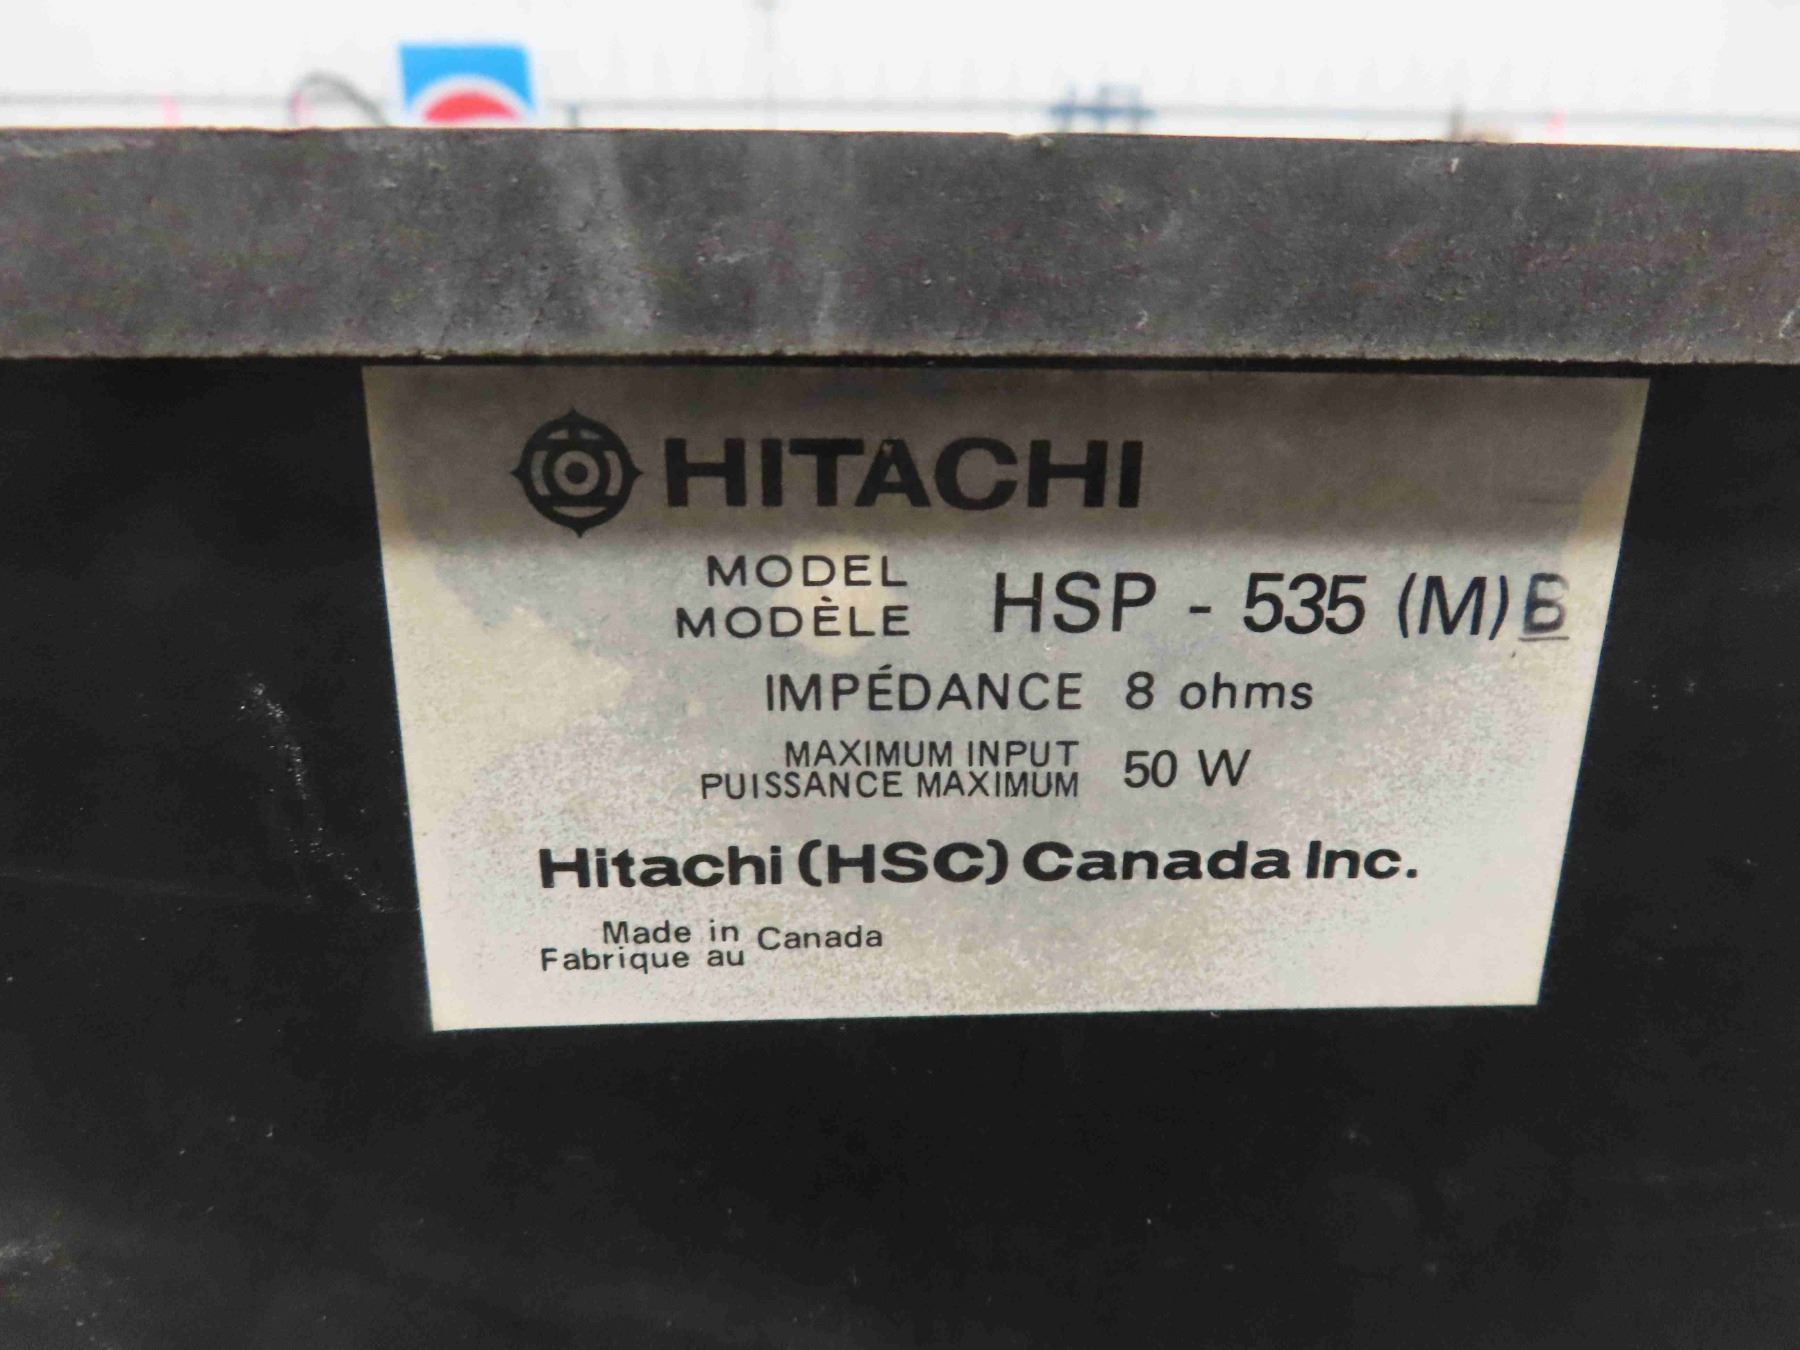 HITACHI
MODEL
MODÈLE HSP - 535 (M) B
IMPÉDANCE 8 ohms
MAXIMUM INPUT
PUISSANCE MAXIMUM 50 W
Hitachi (HSC) Canada Inc.
Made in Canada
Fabrique au